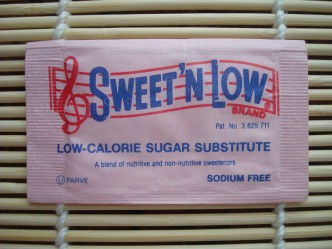 SWEET'N LOW®
BRAND
Pat. No. 3,625,711
LOW-CALORIE SUGAR SUBSTITUTE
A blend of nutritive and non-nutritive sweeteners
Ⓤ PARVE
SODIUM FREE